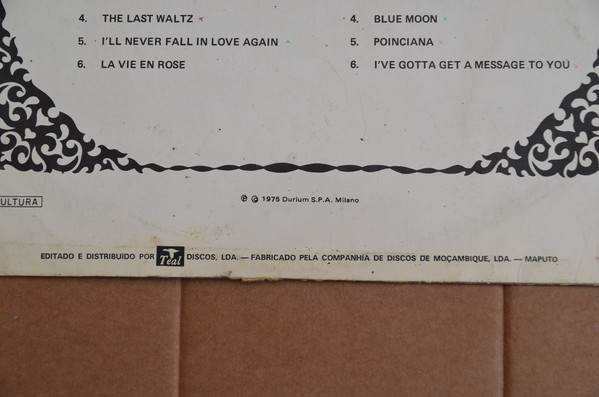 4. THE LAST WALTZ
5. I'LL NEVER FALL IN LOVE AGAIN
6. LA VIE EN ROSE
4. BLUE MOON
5. POINCIANA
6. I'VE GOTTA GET A MESSAGE TO YOU
ULTURA
℗ © 1975 Durium S.P.A. Milano
EDITADO E DISTRIBUIDO POR Teal DISCOS, LDA. — FABRICADO PELA COMPANHIA DE DISCOS DE MOÇAMBIQUE, LDA. — MAPUTO